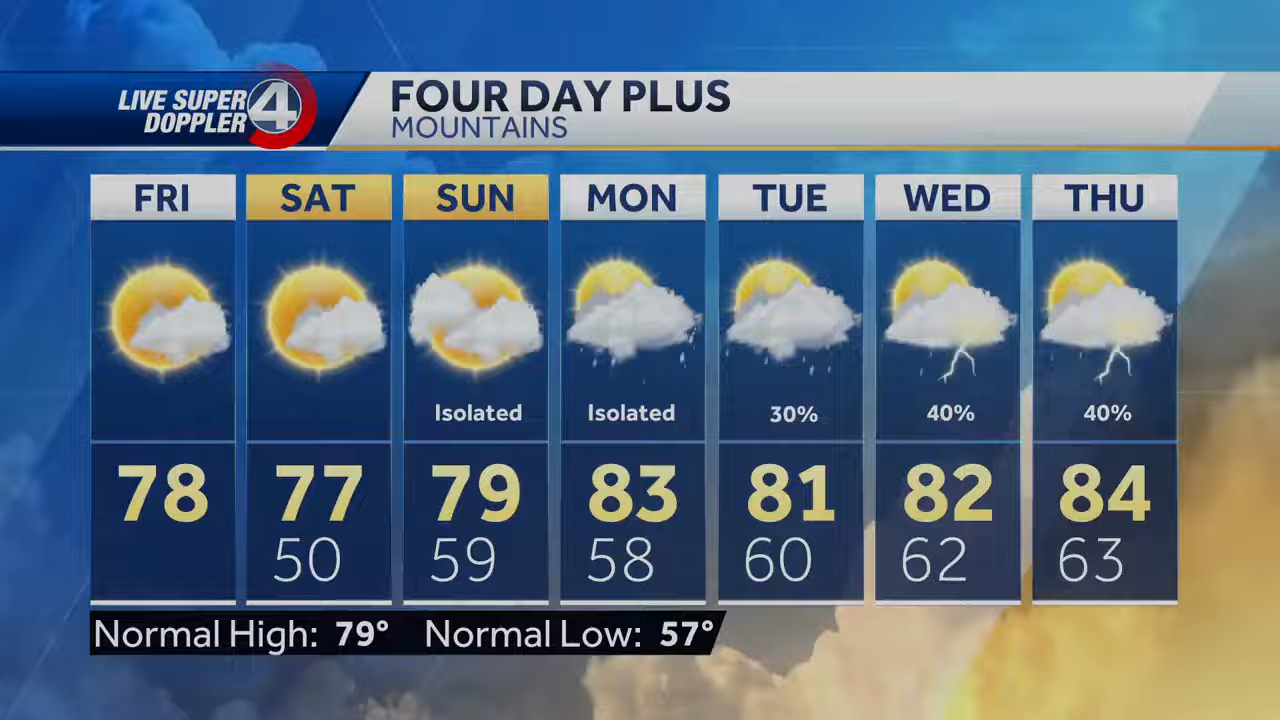 LIVE SUPER
DOPPLER 4
FOUR DAY PLUS
MOUNTAINS
FRI SAT SUN MON TUE WED THU
Isolated Isolated 30% 40% 40%
78 77 79 83 81 82 84
50 59 58 60 62 63
Normal High: 79° Normal Low: 57°